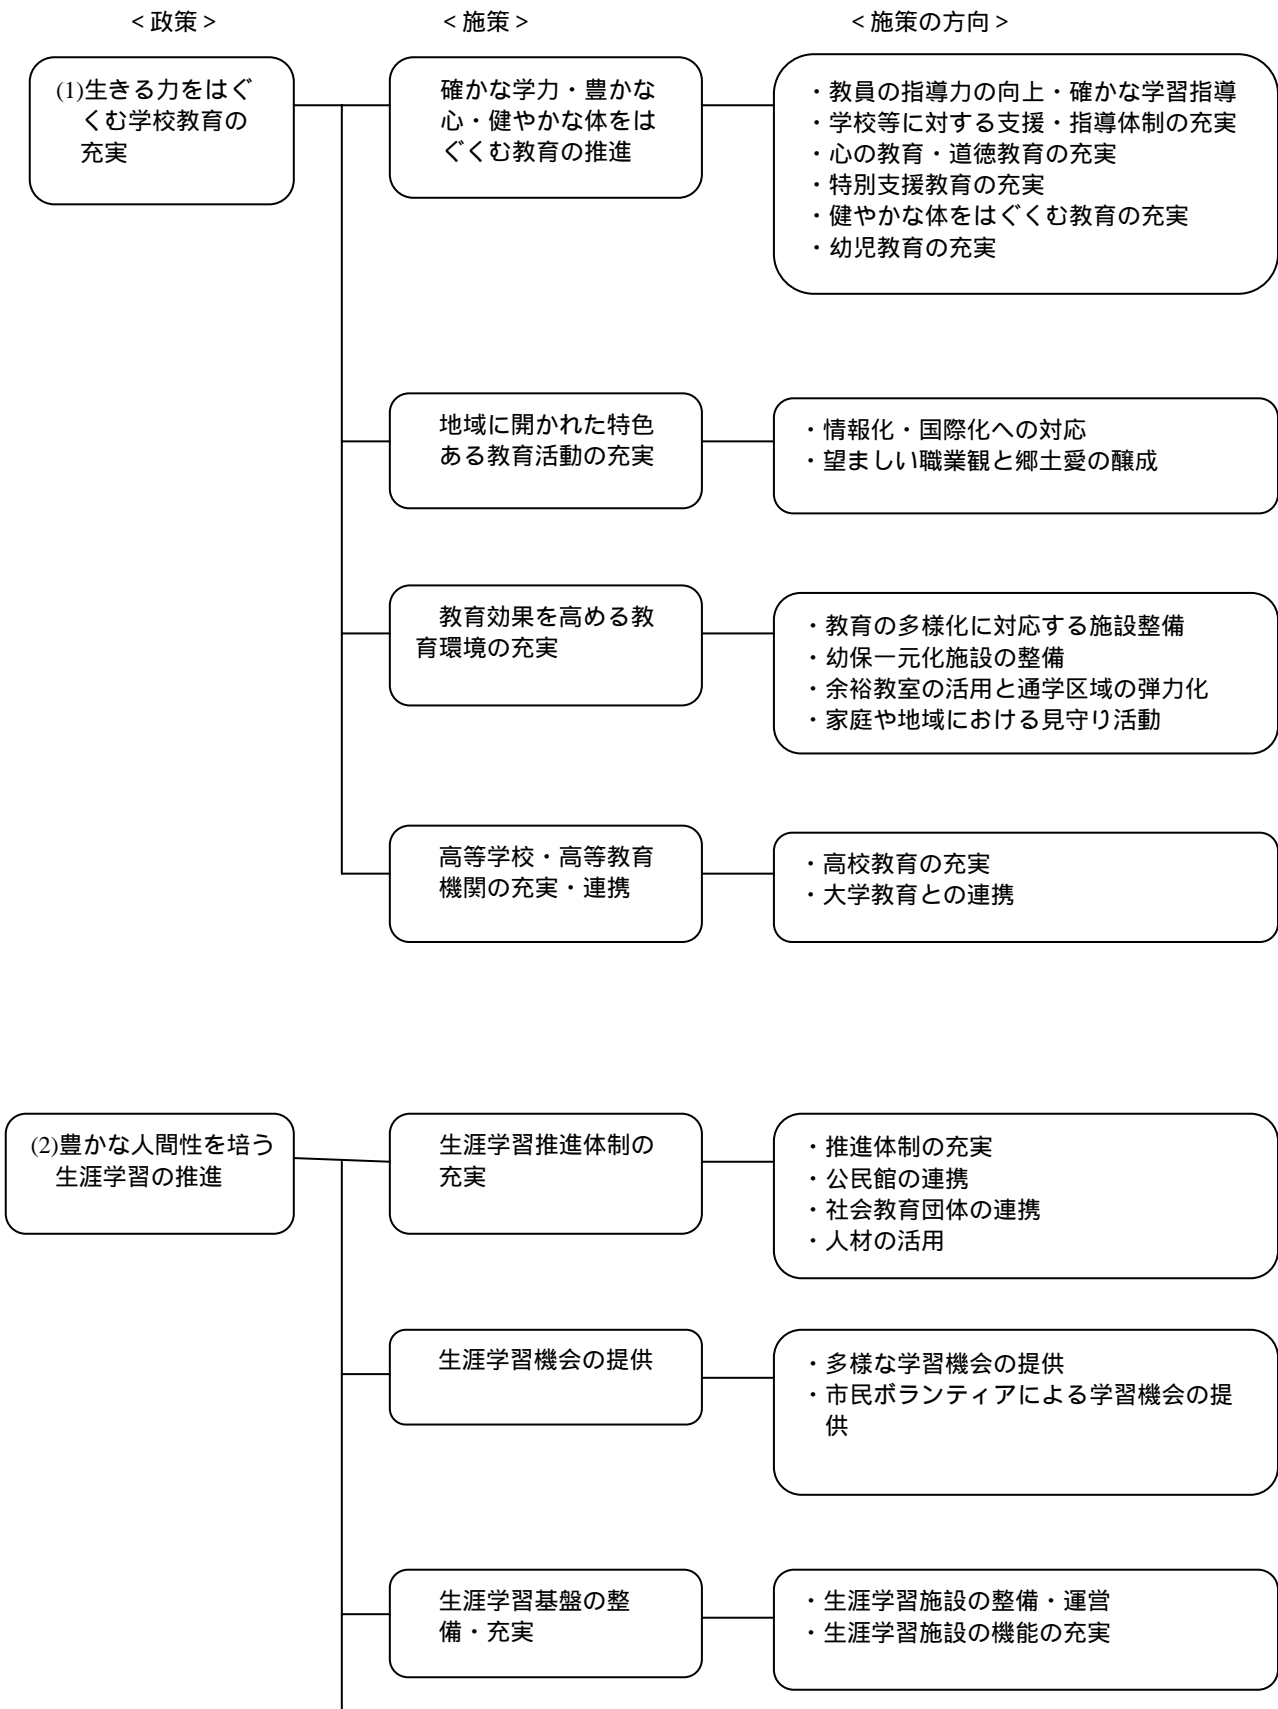 ＜政策＞
＜施策＞
＜施策の方向＞
(1)生きる力をはぐ
くむ学校教育の
充実
確かな学力・豊かな
心・健やかな体をは
ぐくむ教育の推進
・教員の指導力の向上・確かな学習指導
・学校等に対する支援・指導体制の充実
・心の教育・道徳教育の充実
・特別支援教育の充実
・健やかな体をはぐくむ教育の充実
・幼児教育の充実
地域に開かれた特色
ある教育活動の充実
・情報化・国際化への対応
・望ましい職業観と郷土愛の醸成
教育効果を高める教
育環境の充実
・教育の多様化に対応する施設整備
・幼保一元化施設の整備
・余裕教室の活用と通学区域の弾力化
・家庭や地域における見守り活動
高等学校・高等教育
機関の充実・連携
・高校教育の充実
・大学教育との連携
(2)豊かな人間性を培う
生涯学習の推進
生涯学習推進体制の
充実
・推進体制の充実
・公民館の連携
・社会教育団体の連携
・人材の活用
生涯学習機会の提供
・多様な学習機会の提供
・市民ボランティアによる学習機会の提
供
生涯学習基盤の整
備・充実
・生涯学習施設の整備・運営
・生涯学習施設の機能の充実